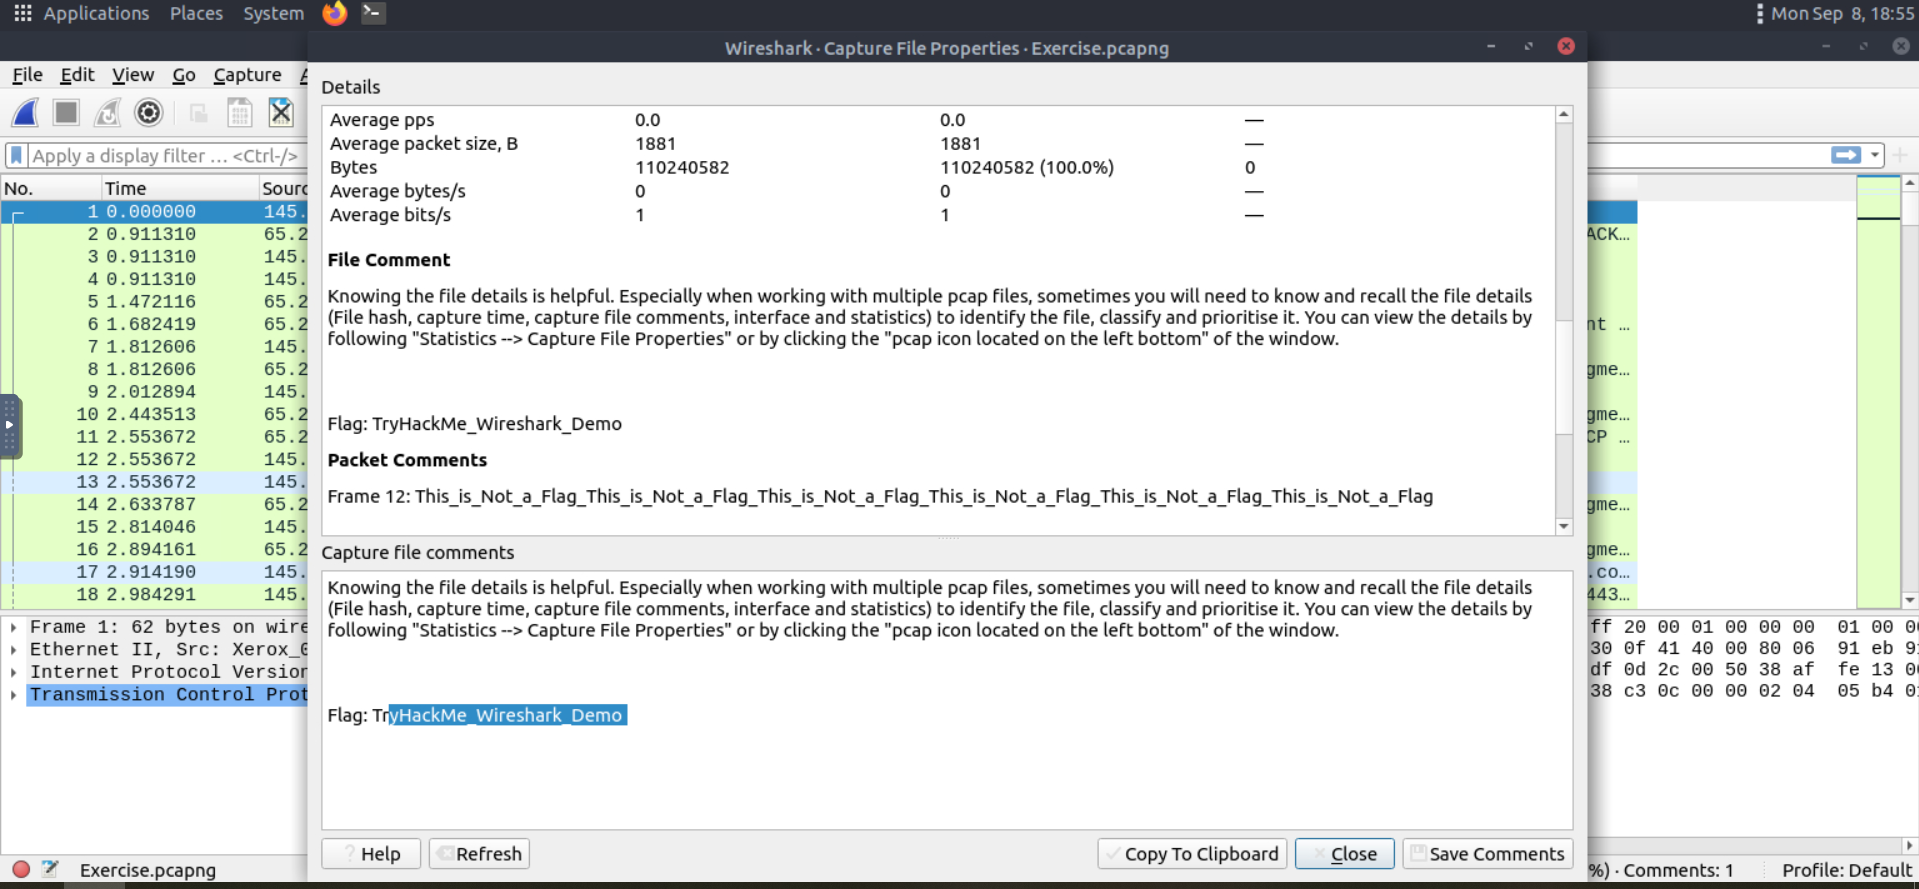 Applications Places System Mon Sep 8, 18:55
Wireshark · Capture File Properties · Exercise.pcapng
File Edit View Go Capture
Apply a display filter … <Ctrl-/>
No. Time
1 0.000000 145.
2 0.911310 65.2
3 0.911310 145.
4 0.911310 145.
5 1.472116 65.2
6 1.682419 65.2
7 1.812606 145.
8 1.812606 65.2
9 2.012894 145.
10 2.443513 65.2
11 2.553672 65.2
12 2.553672 145.
13 2.553672 145.
14 2.633787 65.2
15 2.814046 145.
16 2.894161 65.2
17 2.914190 145.
18 2.984291 145.
Frame 1: 62 bytes on wire
Ethernet II, Src: Xerox_
Internet Protocol Version
Transmission Control Prot
Exercise.pcapng
Details
Average pps 0.0 0.0 —
Average packet size, B 1881 1881 —
Bytes 110240582 110240582 (100.0%) 0
Average bytes/s 0 0 —
Average bits/s 1 1 —
File Comment
Knowing the file details is helpful. Especially when working with multiple pcap files, sometimes you will need to know and recall the file details
(File hash, capture time, capture file comments, interface and statistics) to identify the file, classify and prioritise it. You can view the details by
following "Statistics --> Capture File Properties" or by clicking the "pcap icon located on the left bottom" of the window.
Flag: TryHackMe_Wireshark_Demo
Packet Comments
Frame 12: This_is_Not_a_Flag_This_is_Not_a_Flag_This_is_Not_a_Flag_This_is_Not_a_Flag_This_is_Not_a_Flag_This_is_Not_a_Flag
Capture file comments
Knowing the file details is helpful. Especially when working with multiple pcap files, sometimes you will need to know and recall the file details
(File hash, capture time, capture file comments, interface and statistics) to identify the file, classify and prioritise it. You can view the details by
following "Statistics --> Capture File Properties" or by clicking the "pcap icon located on the left bottom" of the window.
Flag: TryHackMe_Wireshark_Demo
Help Refresh Copy To Clipboard Close Save Comments
ACK…
nt …
gme…
gme…
CP …
gme…
gme…
.co…
443…
ff 20 00 01 00 00 00 01 00 0
30 0f 41 40 00 80 06 91 eb 9
df 0d 2c 00 50 38 af fe 13 0
38 c3 0c 00 00 02 04 05 b4 0
%) · Comments: 1 Profile: Default